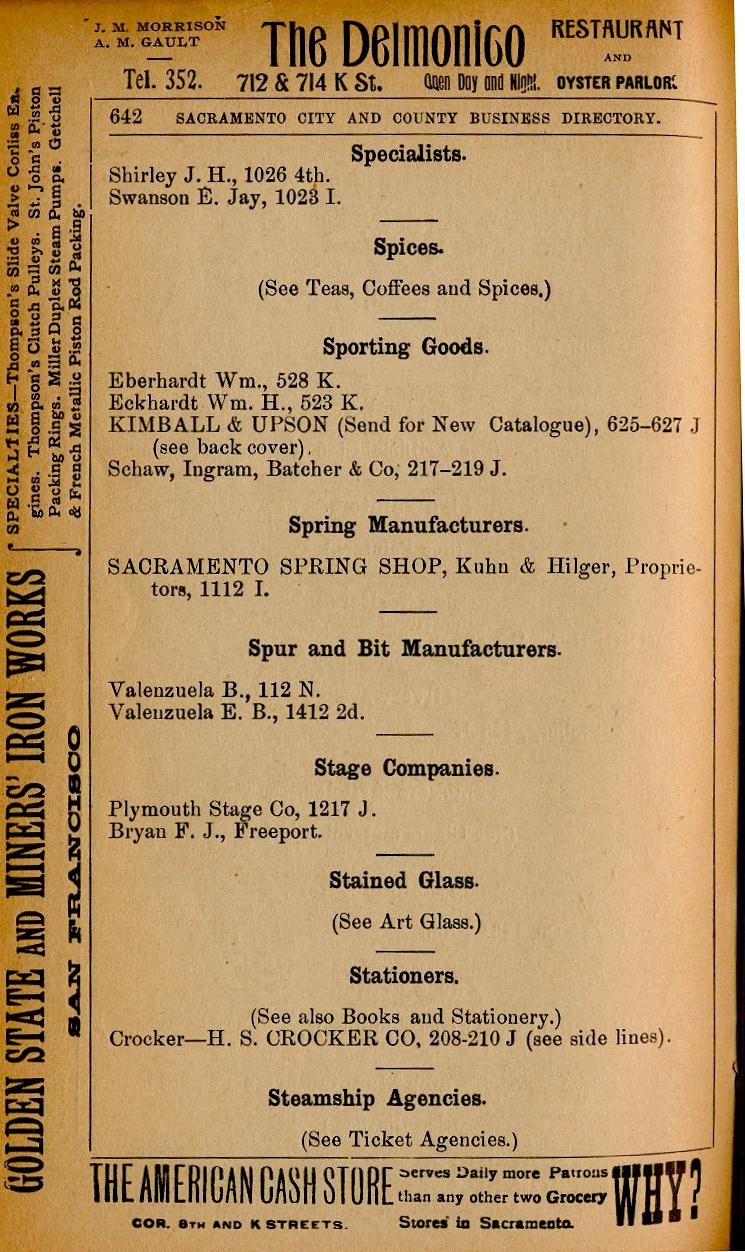 J. M. MORRISON
A. M. GAULT
Tel. 352.
The Delmonico
712 & 714 K St. Open Day and Night.
RESTAURANT
AND
OYSTER PARLORS
642 SACRAMENTO CITY AND COUNTY BUSINESS DIRECTORY.
Specialists.
Shirley J. H., 1026 4th.
Swanson E. Jay, 1023 I.
Spices.
(See Teas, Coffees and Spices.)
Sporting Goods.
Eberhardt Wm., 528 K.
Eckhardt Wm. H., 523 K.
KIMBALL & UPSON (Send for New Catalogue), 625–627 J
(see back cover).
Schaw, Ingram, Batcher & Co, 217–219 J.
Spring Manufacturers.
SACRAMENTO SPRING SHOP, Kuhn & Hilger, Proprie-
tors, 1112 I.
Spur and Bit Manufacturers.
Valenzuela B., 112 N.
Valenzuela E. B., 1412 2d.
Stage Companies.
Plymouth Stage Co, 1217 J.
Bryan F. J., Freeport.
Stained Glass.
(See Art Glass.)
Stationers.
(See also Books and Stationery.)
Crocker—H. S. CROCKER CO, 208-210 J (see side lines).
Steamship Agencies.
(See Ticket Agencies.)
THE AMERICAN CASH STORE
COR. 8TH AND K STREETS.
Serves Daily more Patrons
than any other two Grocery
Stores in Sacramento.
WHY?
GOLDEN STATE AND MINERS' IRON WORKS
SAN FRANCISCO
SPECIALTIES—Thompson's Slide Valve Corliss En-
gines. Thompson's Clutch Pulleys. St. John's Piston
Packing Rings. Miller Duplex Steam Pumps. Getchell
& French Metallic Piston Rod Packing.